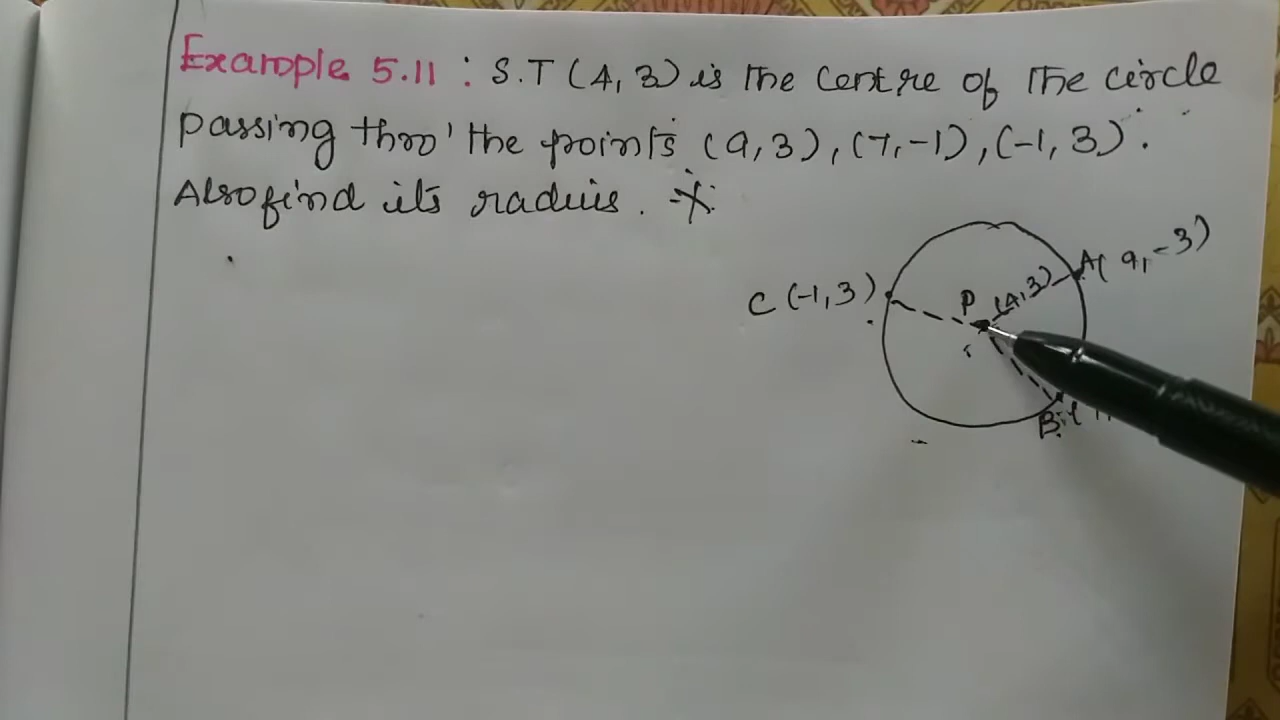 Example 5.11 : S.T (4, 3) is the centre of the circle
passing thro' the points (9, 3), (7, -1), (-1, 3).
Also find its radius.
C (-1, 3)
P (4, 3)
A( 9, -3)
B